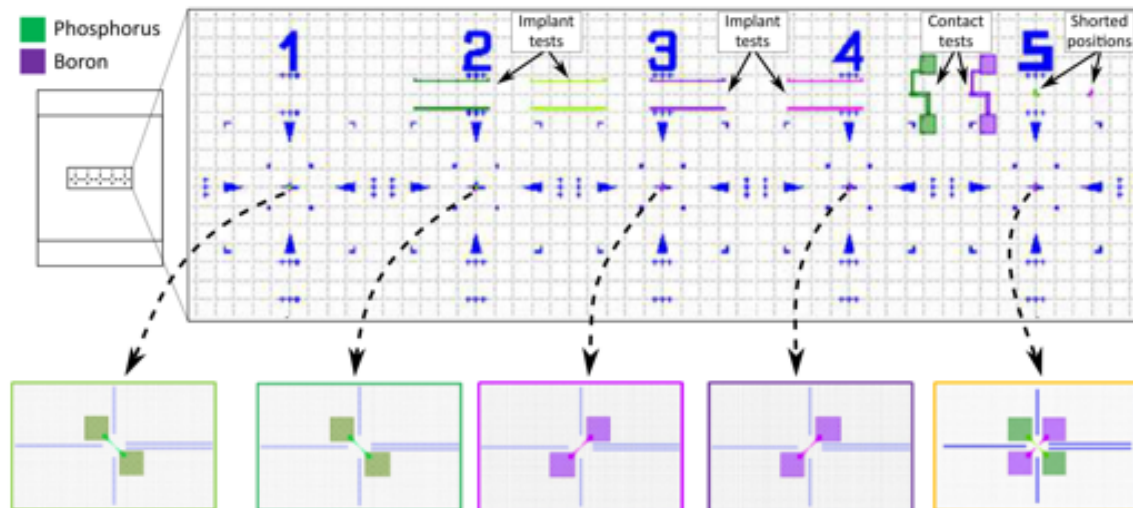 Phosphorus
Boron
1
2
Implant
tests
3
Implant
tests
4
Contact
tests
5
Shorted
positions